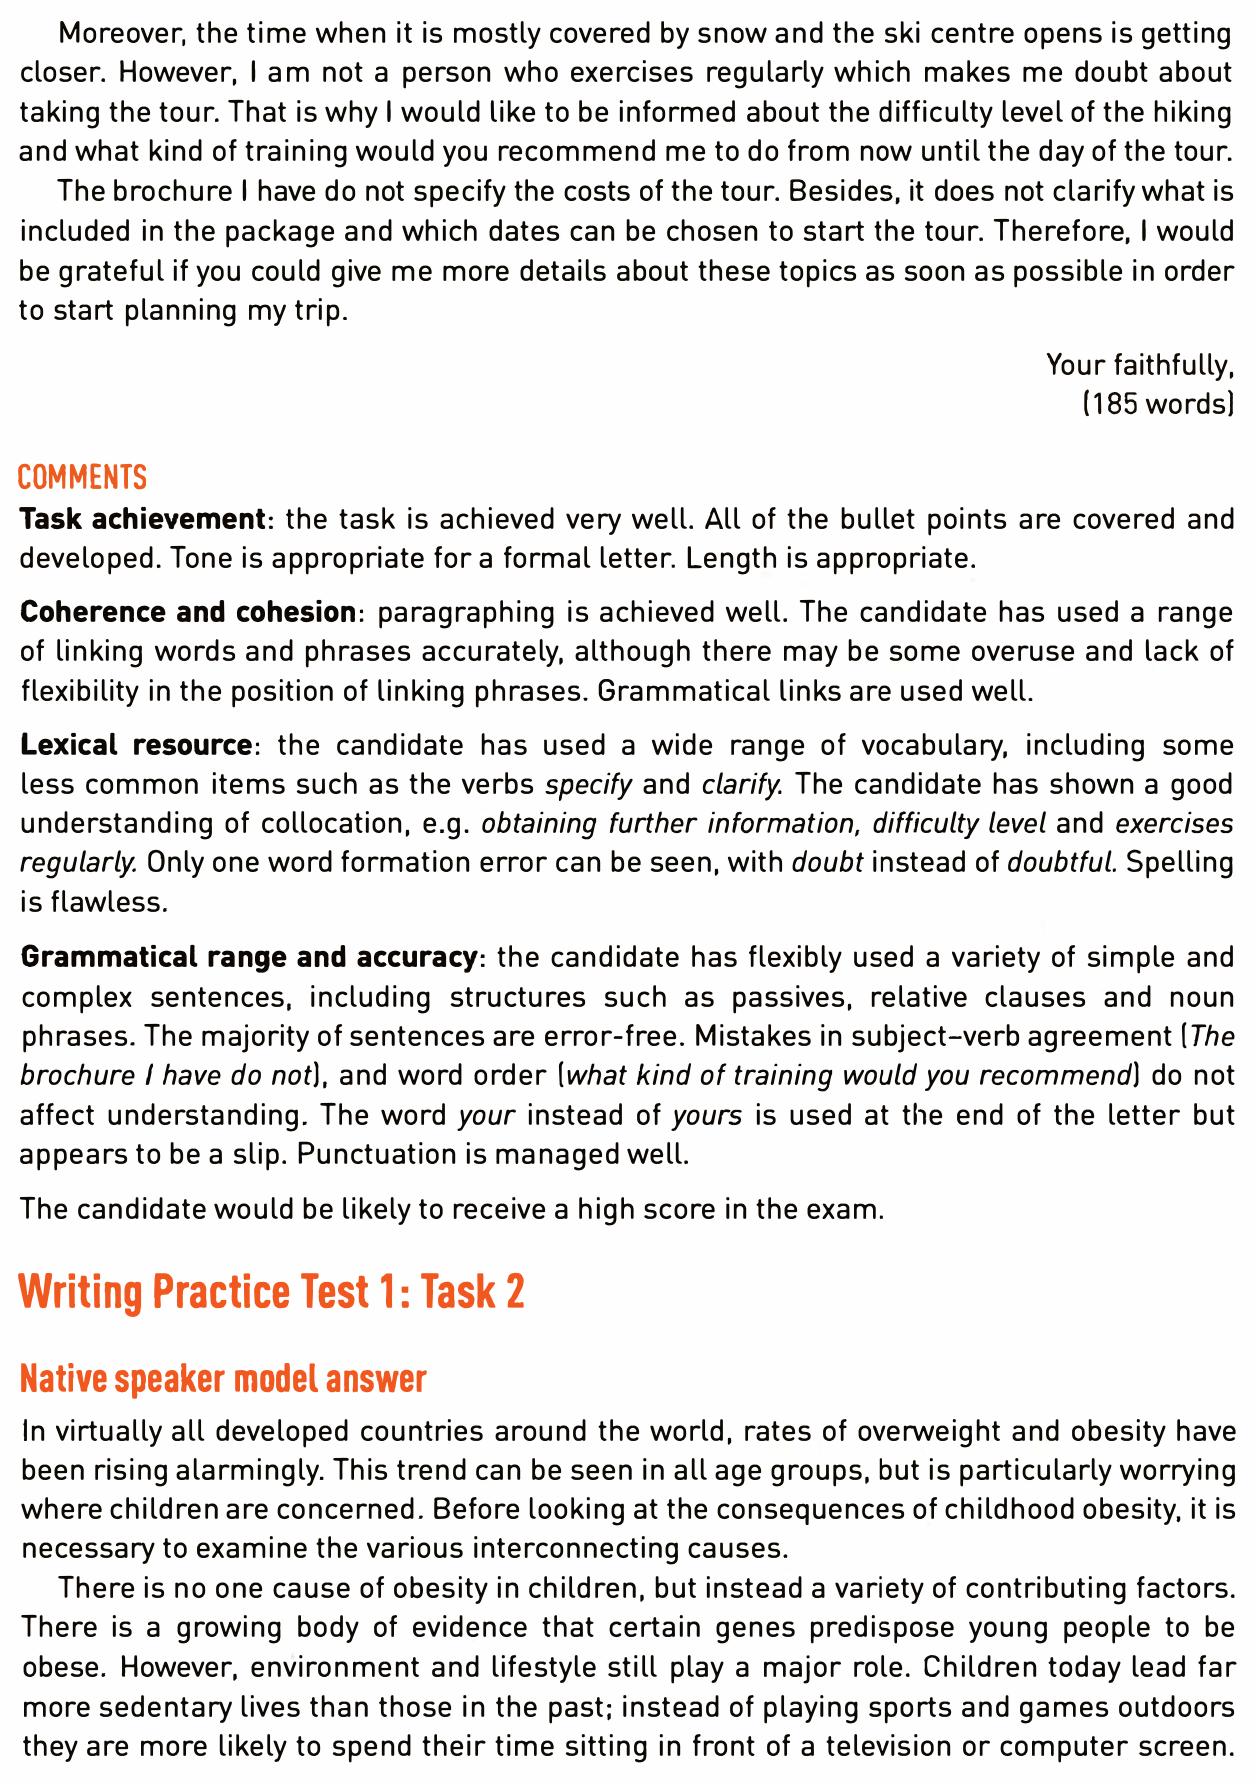 Moreover, the time when it is mostly covered by snow and the ski centre opens is getting
closer. However, I am not a person who exercises regularly which makes me doubt about
taking the tour. That is why I would like to be informed about the difficulty level of the hiking
and what kind of training would you recommend me to do from now until the day of the tour.
The brochure I have do not specify the costs of the tour. Besides, it does not clarify what is
included in the package and which dates can be chosen to start the tour. Therefore, I would
be grateful if you could give me more details about these topics as soon as possible in order
to start planning my trip.
Your faithfully,
(185 words)
COMMENTS
Task achievement: the task is achieved very well. All of the bullet points are covered and
developed. Tone is appropriate for a formal letter. Length is appropriate.
Coherence and cohesion: paragraphing is achieved well. The candidate has used a range
of linking words and phrases accurately, although there may be some overuse and lack of
flexibility in the position of linking phrases. Grammatical links are used well.
Lexical resource: the candidate has used a wide range of vocabulary, including some
less common items such as the verbs specify and clarify. The candidate has shown a good
understanding of collocation, e.g. obtaining further information, difficulty level and exercises
regularly. Only one word formation error can be seen, with doubt instead of doubtful. Spelling
is flawless.
Grammatical range and accuracy: the candidate has flexibly used a variety of simple and
complex sentences, including structures such as passives, relative clauses and noun
phrases. The majority of sentences are error-free. Mistakes in subject–verb agreement (The
brochure I have do not), and word order (what kind of training would you recommend) do not
affect understanding. The word your instead of yours is used at the end of the letter but
appears to be a slip. Punctuation is managed well.
The candidate would be likely to receive a high score in the exam.
Writing Practice Test 1: Task 2
Native speaker model answer
In virtually all developed countries around the world, rates of overweight and obesity have
been rising alarmingly. This trend can be seen in all age groups, but is particularly worrying
where children are concerned. Before looking at the consequences of childhood obesity, it is
necessary to examine the various interconnecting causes.
There is no one cause of obesity in children, but instead a variety of contributing factors.
There is a growing body of evidence that certain genes predispose young people to be
obese. However, environment and lifestyle still play a major role. Children today lead far
more sedentary lives than those in the past; instead of playing sports and games outdoors
they are more likely to spend their time sitting in front of a television or computer screen.